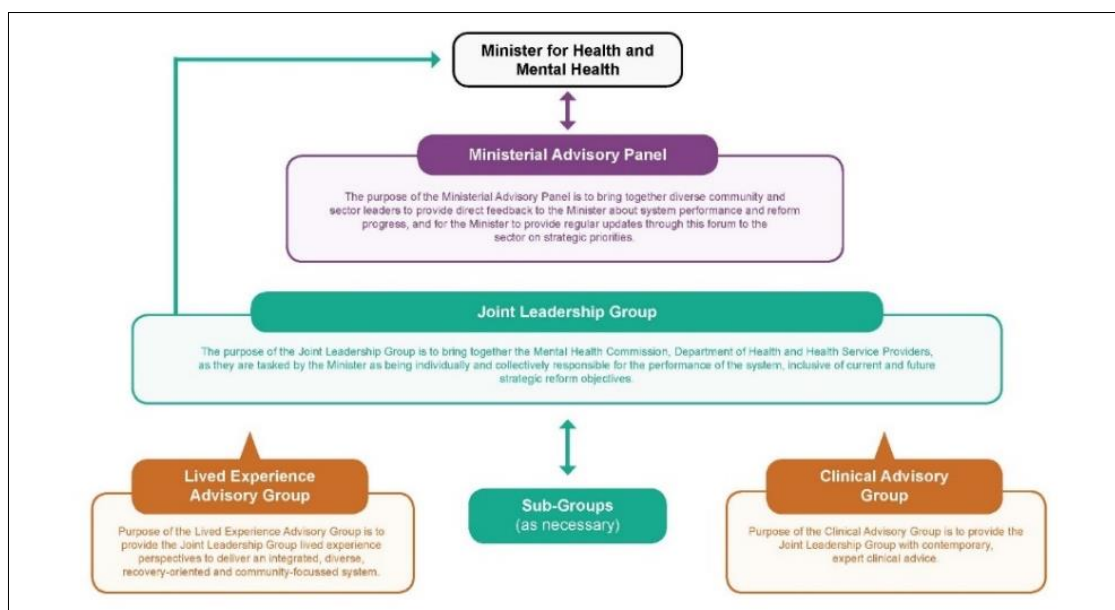 Minister for Health and
Mental Health
Ministerial Advisory Panel
The purpose of the Ministerial Advisory Panel is to bring together diverse community and
sector leaders to provide direct feedback to the Minister about system performance and reform
progress, and for the Minister to provide regular updates through this forum to the
sector on strategic priorities.
Joint Leadership Group
The purpose of the Joint Leadership Group is to bring together the Mental Health Commission, Department of Health and Health Service Providers,
as they are tasked by the Minister as being individually and collectively responsible for the performance of the system, inclusive of current and future
strategic reform objectives.
Lived Experience
Advisory Group
Purpose of the Lived Experience Advisory Group is to
provide the Joint Leadership Group lived experience
perspectives to deliver an integrated, diverse,
recovery-oriented and community-focussed system.
Sub-Groups
(as necessary)
Clinical Advisory
Group
Purpose of the Clinical Advisory Group is to provide the
Joint Leadership Group with contemporary,
expert clinical advice.